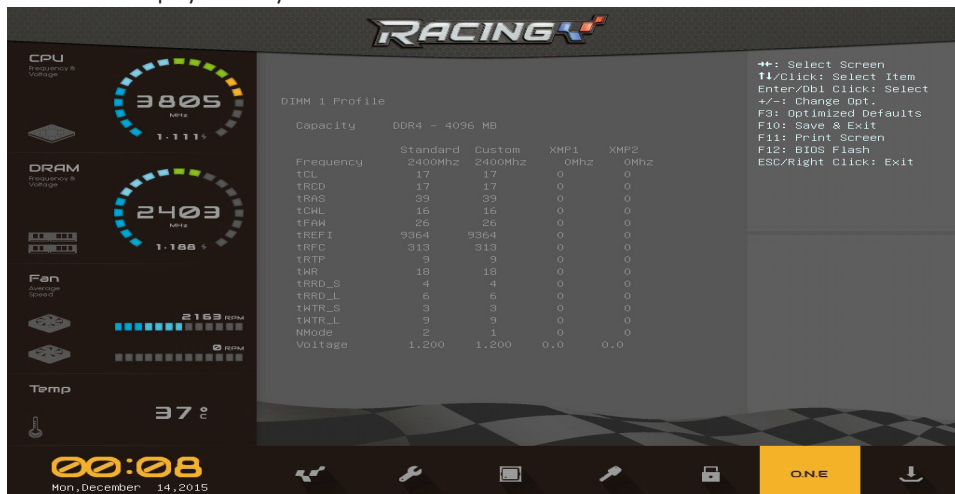 RACING
CPU
Frequency &
Voltage
3805
MHz
1.111 V
DRAM
Frequency &
Voltage
2403
MHz
1.188 V
Fan
Average
Speed
2163 RPM
0 RPM
Temp
37 °C
DIMM 1 Profile
Capacity DDR4 - 4096 MB
Standard Custom XMP1 XMP2
Frequency 2400Mhz 2400Mhz 0Mhz 0Mhz
tCL 17 17 0 0
tRCD 17 17 0 0
tRAS 39 39 0 0
tCWL 16 16 0 0
tFAW 26 26 0 0
tREFI 9364 9364 0 0
tRFC 313 313 0 0
tRTP 9 9 0 0
tWR 18 18 0 0
tRRD_S 4 4 0 0
tRRD_L 6 6 0 0
tWTR_S 3 3 0 0
tWTR_L 9 9 0 0
NMode 2 1 0 0
Voltage 1.200 1.200 0.0 0.0
→←: Select Screen
↑↓/Click: Select Item
Enter/Dbl Click: Select
+/-: Change Opt.
F3: Optimized Defaults
F10: Save & Exit
F11: Print Screen
F12: BIOS Flash
ESC/Right Click: Exit
00:08
Mon,December 14,2015
O.N.E